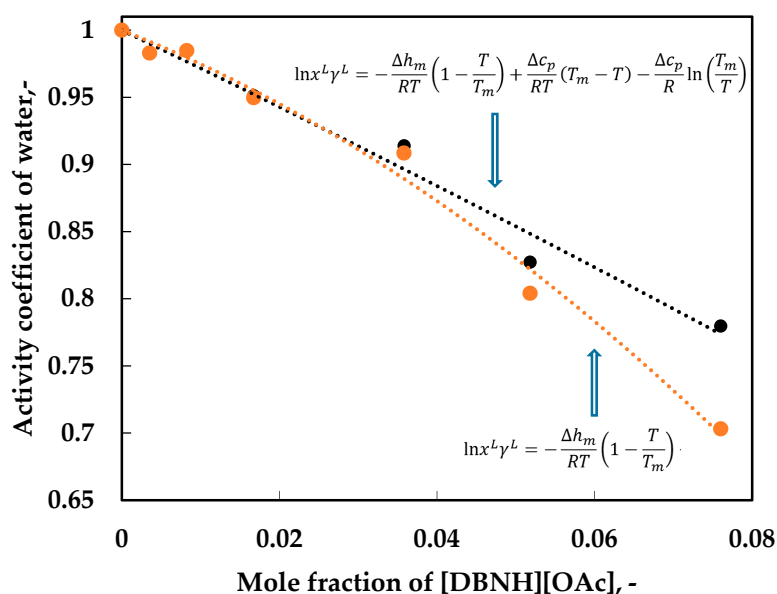 Activity coefficient of water,-
1
0.95
0.9
0.85
0.8
0.75
0.7
0.65
lnx^Lγ^L = −Δh_m/RT (1 − T/T_m) + Δc_p/RT (T_m − T) − Δc_p/R ln(T_m/T)
lnx^Lγ^L = −Δh_m/RT (1 − T/T_m)
0 0.02 0.04 0.06 0.08
Mole fraction of [DBNH][OAc], -